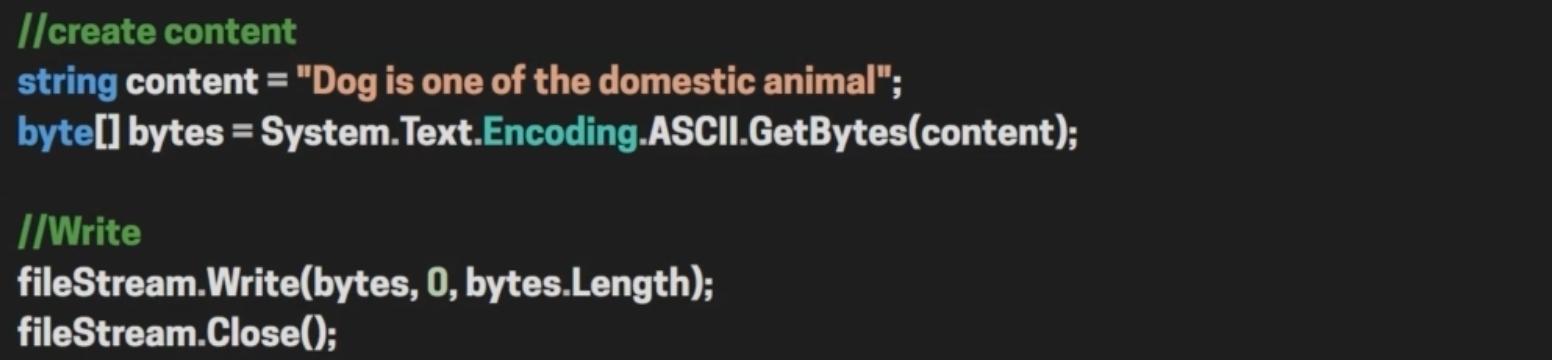 //create content
string content = "Dog is one of the domestic animal";
byte[] bytes = System.Text.Encoding.ASCII.GetBytes(content);
//Write
fileStream.Write(bytes, 0, bytes.Length);
fileStream.Close();